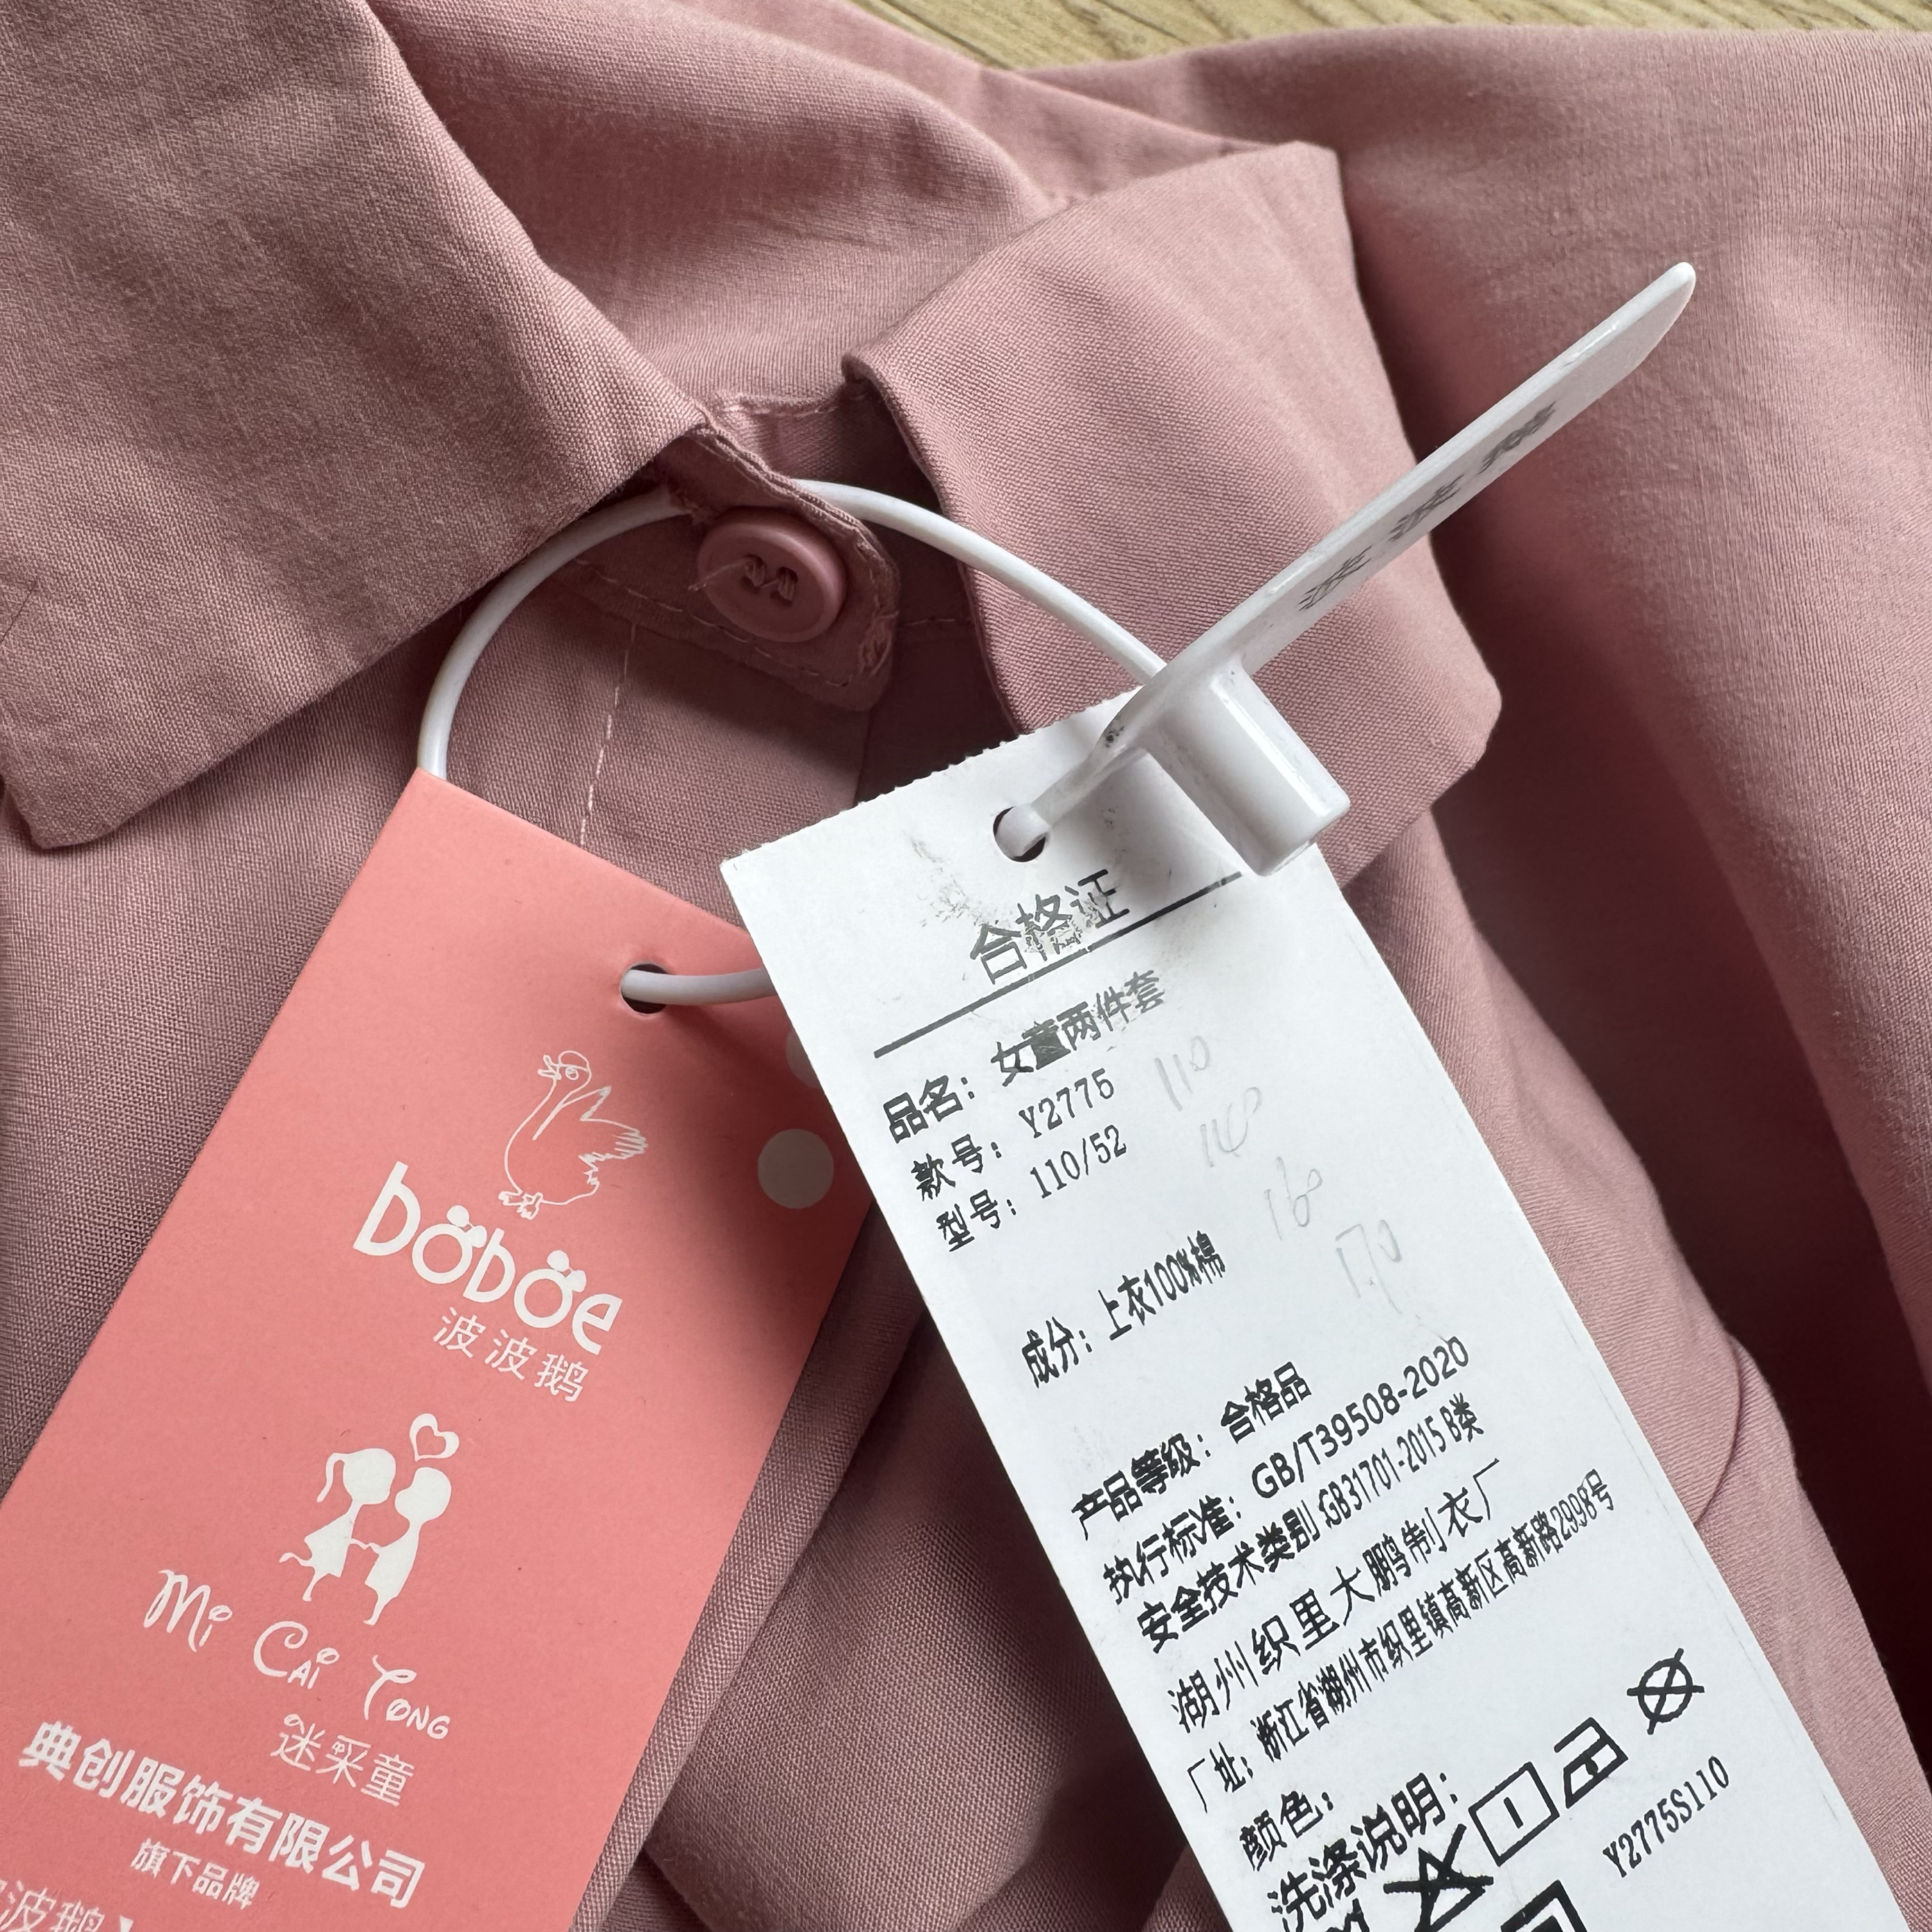 boboe
波波鹅
Mi Cai Tong
迷采童
典创服饰有限公司
旗下品牌
波波鹅
合格证
品名：女童两件套
款号：Y2775
型号：110/52
110
140
160
170
成分：上衣100%棉
产品等级：合格品
执行标准：GB/T39508-2020
安全技术类别 GB31701-2015 B类
湖州织里大鹏制衣厂
厂址：浙江省湖州市织里镇高新区高新路2998号
颜色：
洗涤说明：
Y2775S110